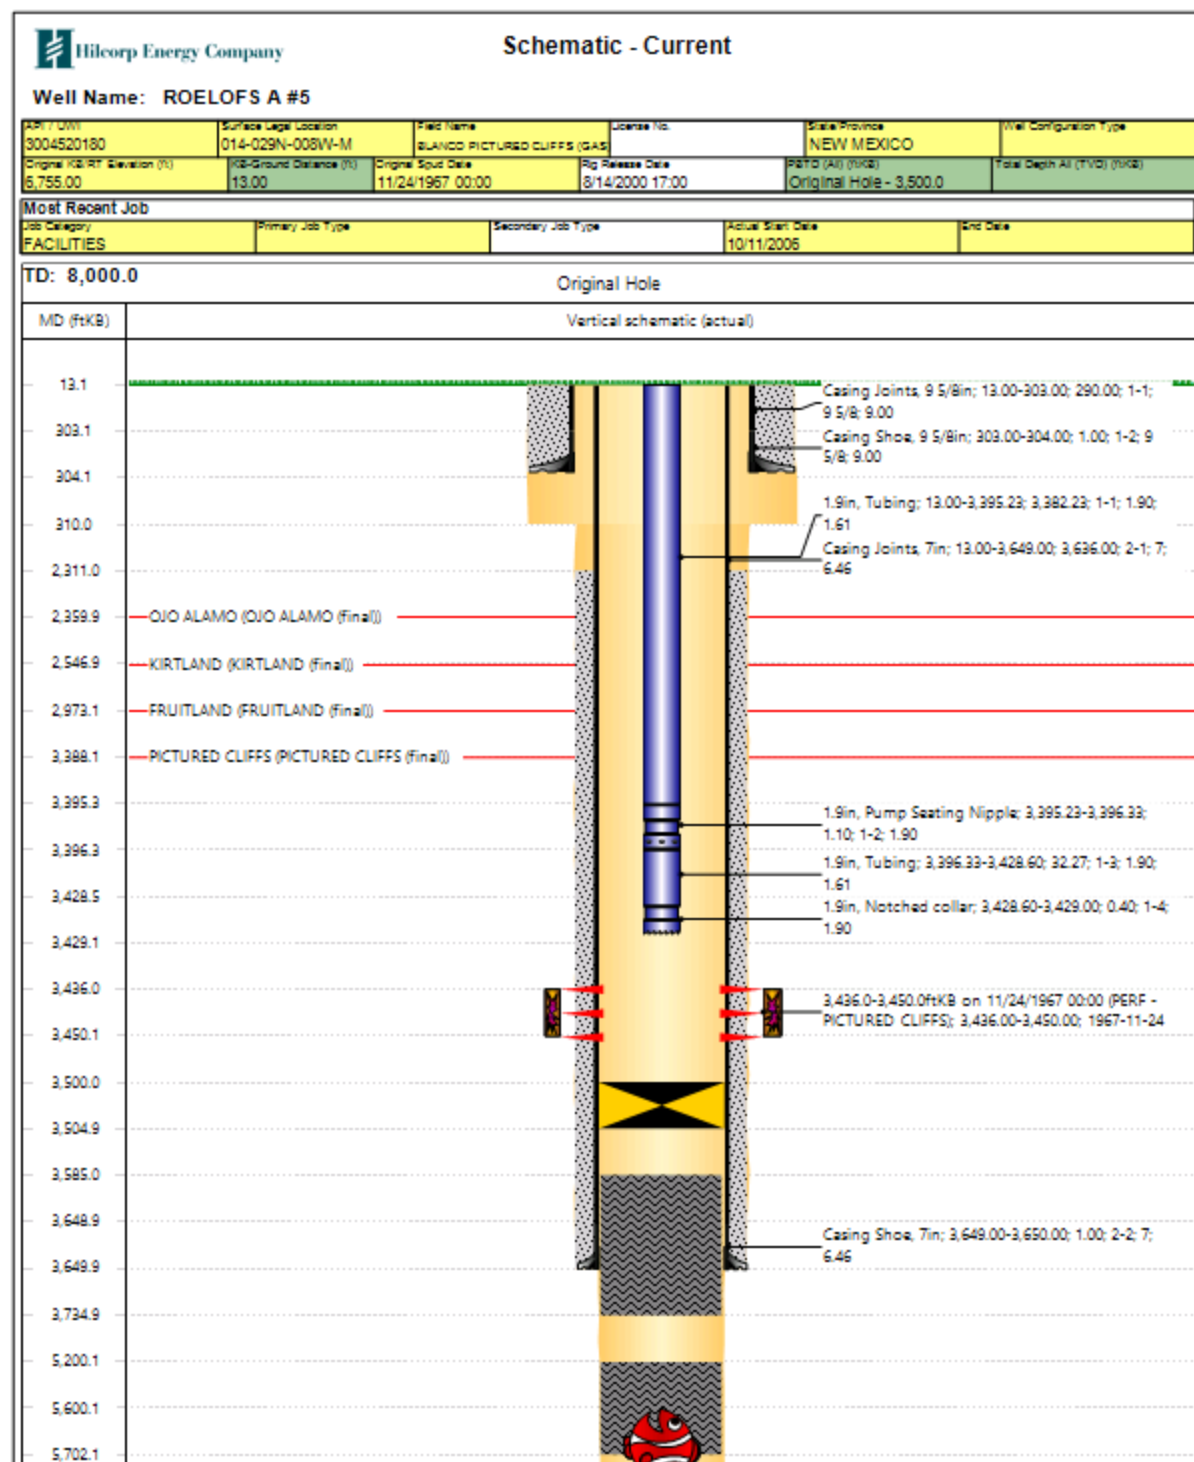 Hilcorp Energy Company
Schematic - Current
Well Name: ROELOFS A #5
API / UWI
Surface Legal Location
Field Name
License No.
State/Province
Well Configuration Type
3004520180
014-029N-008W-M
BLANCO PICTURED CLIFFS (GAS
NEW MEXICO
Original KB/RT Elevation (ft)
KB-Ground Distance (ft)
Original Spud Date
Rig Release Date
PBTD (All) (ftKB)
Total Depth All (TVD) (ftKB)
6,755.00
13.00
11/24/1967 00:00
8/14/2000 17:00
Original Hole - 3,500.0
Most Recent Job
Job Category
Primary Job Type
Secondary Job Type
Actual Start Date
End Date
FACILITIES
10/11/2006
TD: 8,000.0
Original Hole
MD (ftKB)
Vertical schematic (actual)
13.1
Casing Joints, 9 5/8in; 13.00-303.00; 290.00; 1-1;
9 5/8; 9.00
303.1
Casing Shoe, 9 5/8in; 303.00-304.00; 1.00; 1-2; 9
5/8; 9.00
304.1
1.9in, Tubing; 13.00-3,395.23; 3,382.23; 1-1; 1.90;
1.61
310.0
Casing Joints, 7in; 13.00-3,649.00; 3,636.00; 2-1; 7;
6.46
2,311.0
2,359.9
OJO ALAMO (OJO ALAMO (final))
2,546.9
KIRTLAND (KIRTLAND (final))
2,973.1
FRUITLAND (FRUITLAND (final))
3,388.1
PICTURED CLIFFS (PICTURED CLIFFS (final))
3,395.3
1.9in, Pump Seating Nipple; 3,395.23-3,396.33;
1.10; 1-2; 1.90
3,396.3
1.9in, Tubing; 3,396.33-3,428.60; 32.27; 1-3; 1.90;
1.61
3,428.5
1.9in, Notched collar; 3,428.60-3,429.00; 0.40; 1-4;
1.90
3,429.1
3,436.0
3,436.0-3,450.0ftKB on 11/24/1967 00:00 (PERF -
PICTURED CLIFFS); 3,436.00-3,450.00; 1967-11-24
3,450.1
3,500.0
3,504.9
3,585.0
3,648.9
Casing Shoe, 7in; 3,649.00-3,650.00; 1.00; 2-2; 7;
6.46
3,649.9
3,734.9
5,200.1
5,600.1
5,702.1